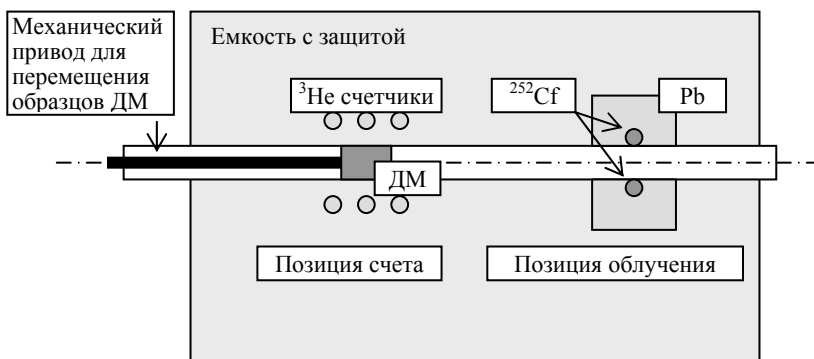 Механический
привод для
перемещения
образцов ДМ
Емкость с защитой
³He счетчики
²⁵²Cf
Pb
ДМ
Позиция счета
Позиция облучения